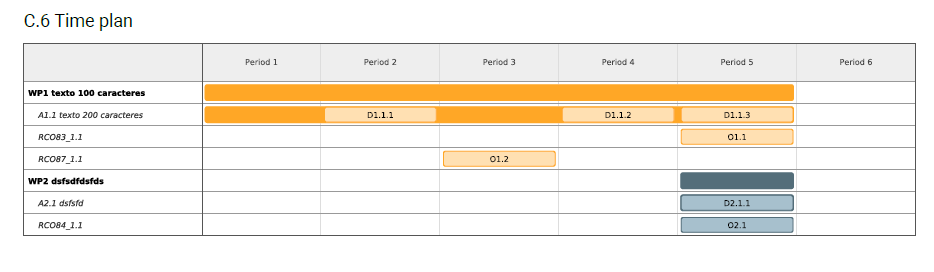 C.6 Time plan
Period 1 Period 2 Period 3 Period 4 Period 5 Period 6
WP1 texto 100 caracteres
A1.1 texto 200 caracteres D1.1.1 D1.1.2 D1.1.3
RCO83_1.1 O1.1
RCO87_1.1 O1.2
WP2 dsfsdfdsfds
A2.1 dsfsfd D2.1.1
RCO84_1.1 O2.1